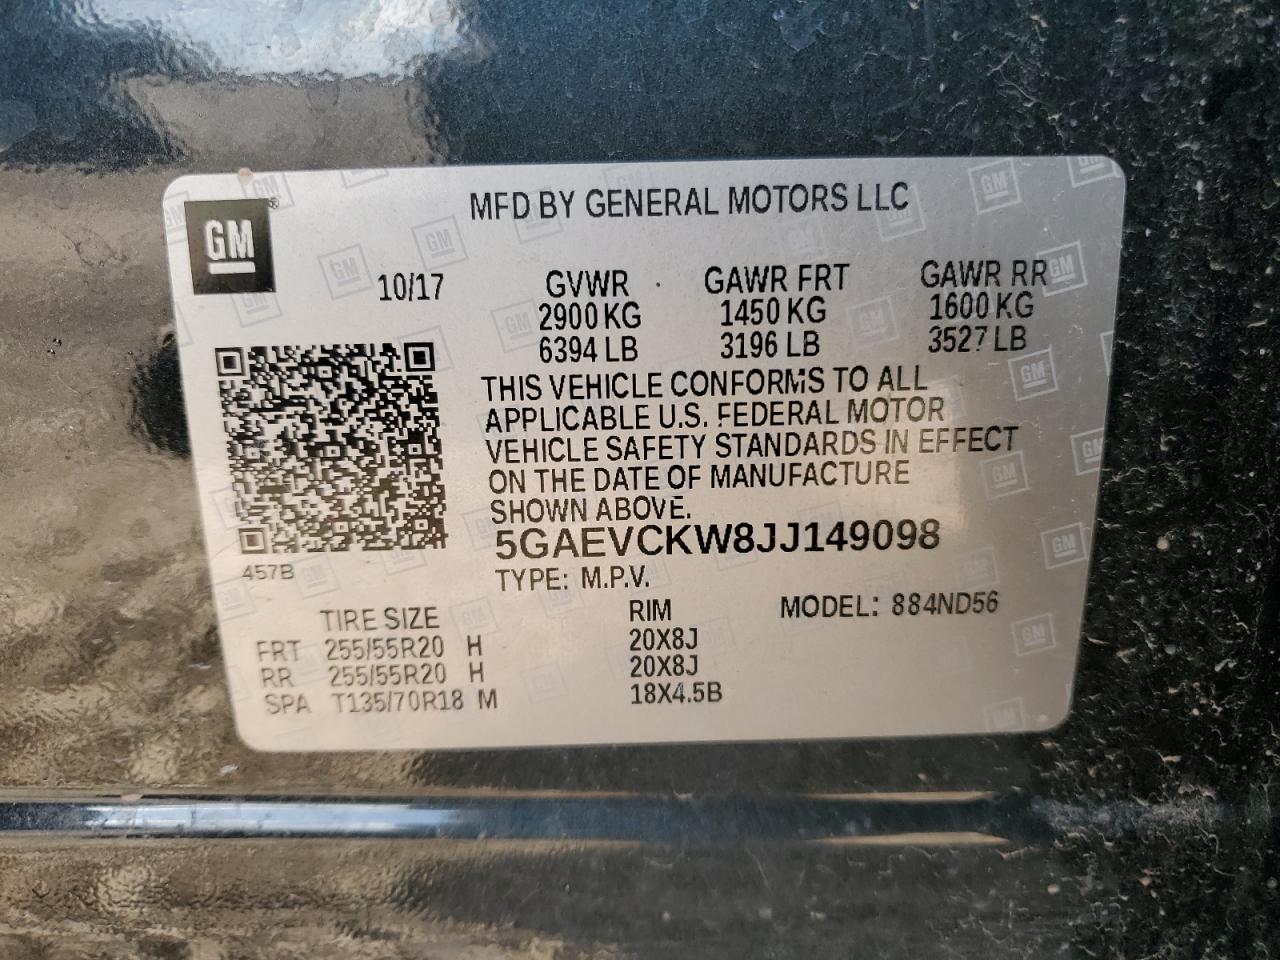 GM®
MFD BY GENERAL MOTORS LLC
10/17 GVWR GAWR FRT GAWR RR
2900 KG 1450 KG 1600 KG
6394 LB 3196 LB 3527 LB
THIS VEHICLE CONFORMS TO ALL
APPLICABLE U.S. FEDERAL MOTOR
VEHICLE SAFETY STANDARDS IN EFFECT
ON THE DATE OF MANUFACTURE
SHOWN ABOVE.
5GAEVCKW8JJ149098
457B
TYPE: M.P.V.
TIRE SIZE RIM MODEL: 884ND56
FRT 255/55R20 H 20X8J
RR 255/55R20 H 20X8J
SPA T135/70R18 M 18X4.5B